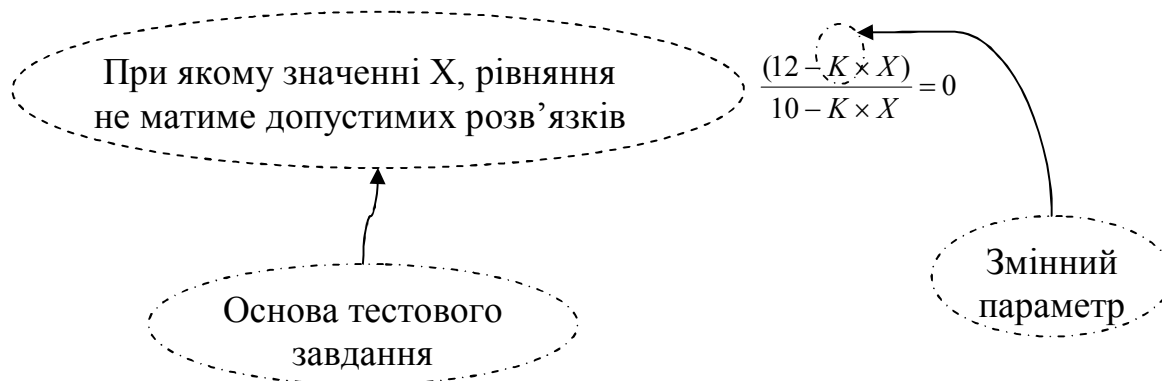 При якому значенні X, рівняння
не матиме допустимих розв’язків
(12 – K × X)
10 – K × X
= 0
Основа тестового
завдання
Змінний
параметр